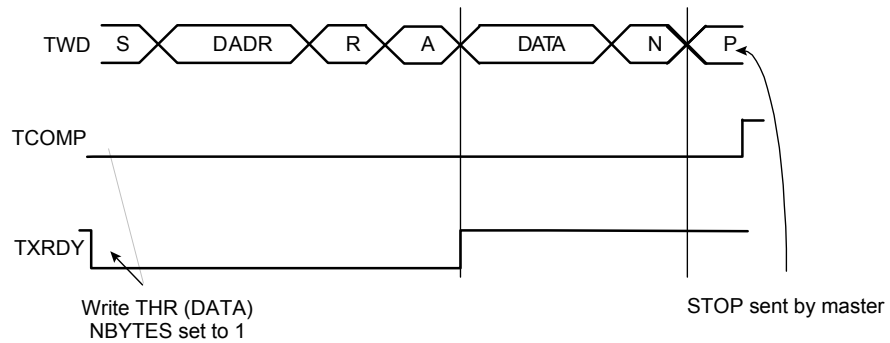 TWD S DADR R A DATA N P
TCOMP
TXRDY
Write THR (DATA)
NBYTES set to 1
STOP sent by master